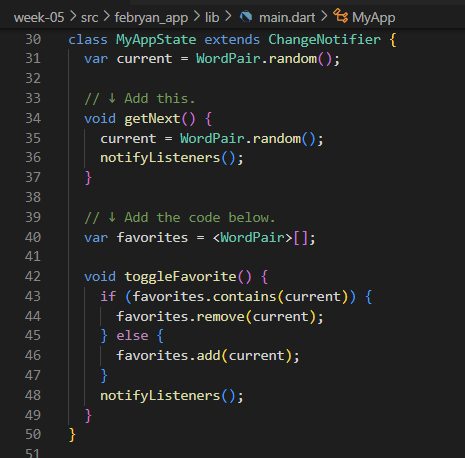 week-05 > src > febryan_app > lib > main.dart > MyApp
30 class MyAppState extends ChangeNotifier {
31   var current = WordPair.random();
32
33   // ↓ Add this.
34   void getNext() {
35     current = WordPair.random();
36     notifyListeners();
37   }
38
39   // ↓ Add the code below.
40   var favorites = <WordPair>[];
41
42   void toggleFavorite() {
43     if (favorites.contains(current)) {
44       favorites.remove(current);
45     } else {
46       favorites.add(current);
47     }
48     notifyListeners();
49   }
50 }
51